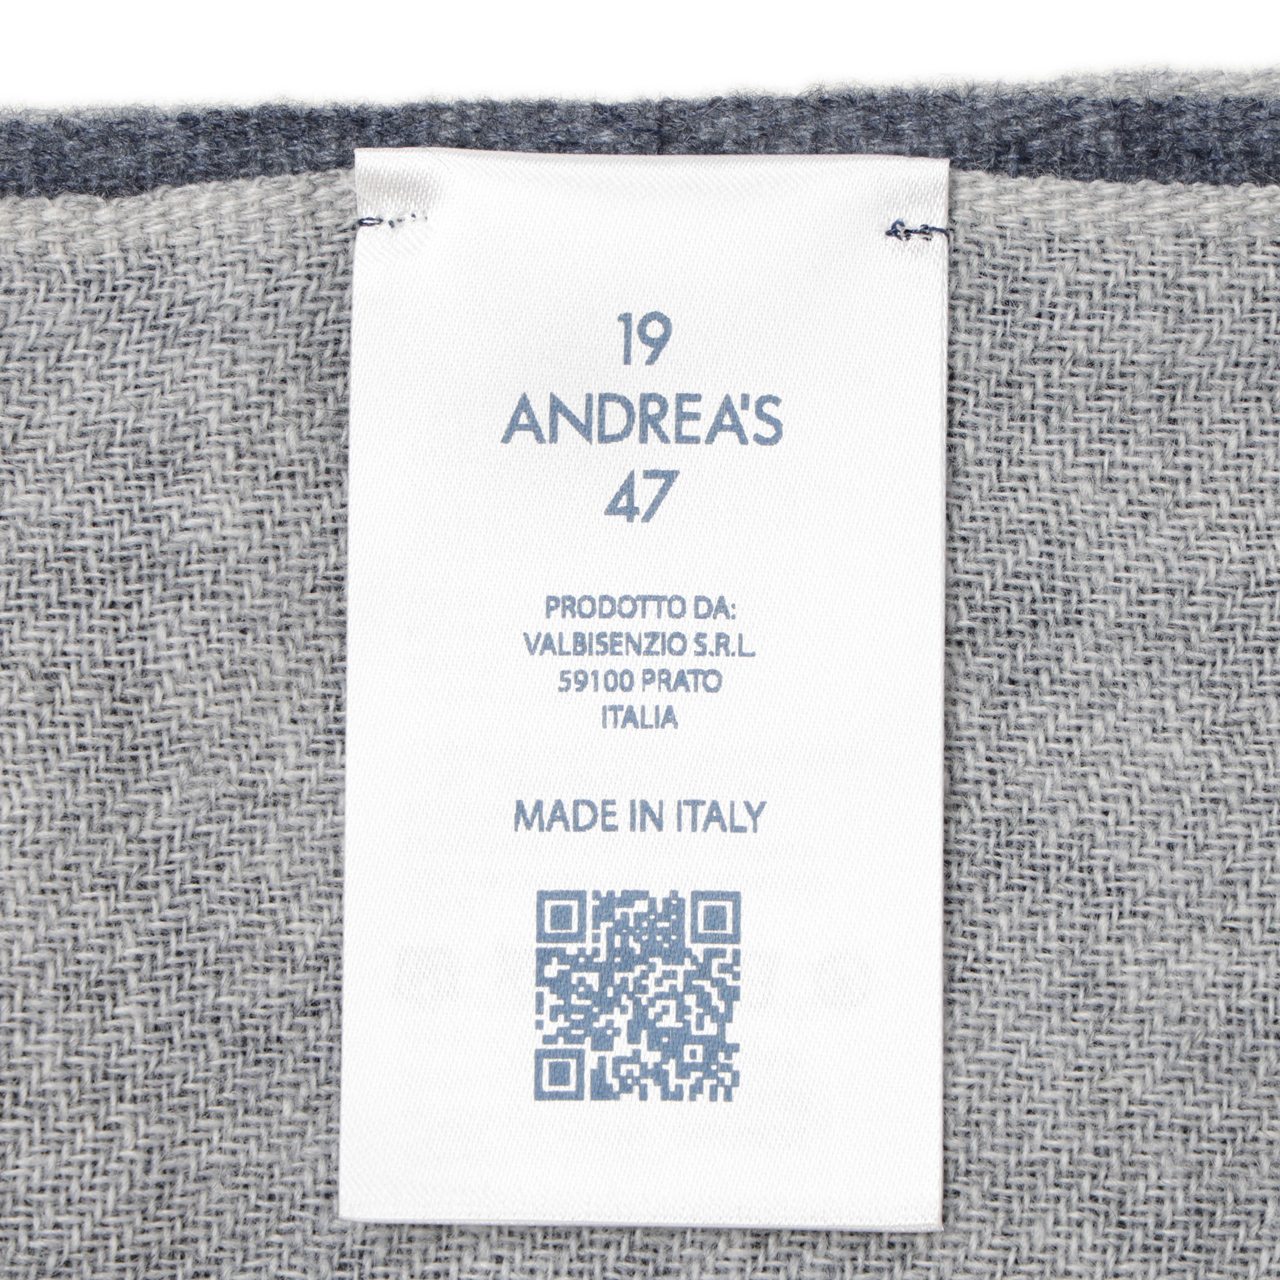 19
ANDREA'S
47
PRODOTTO DA:
VALBISENZIO S.R.L.
59100 PRATO
ITALIA
MADE IN ITALY